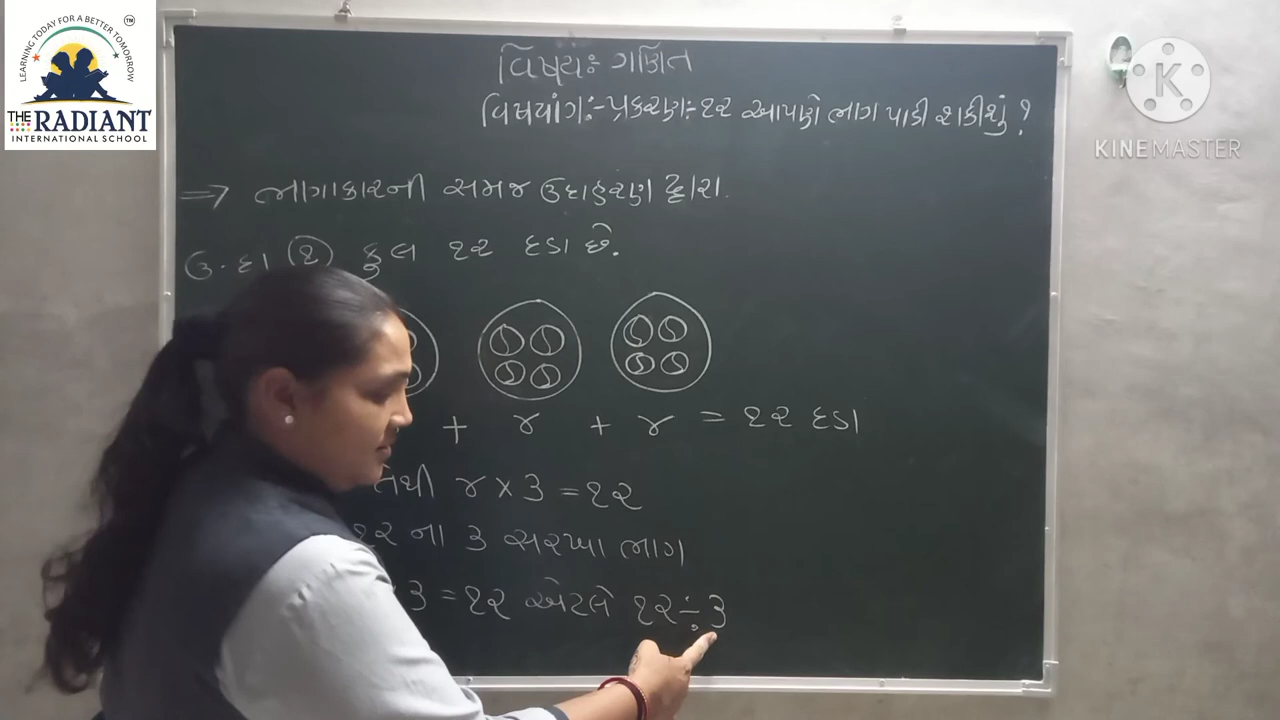 LEARNING TODAY FOR A BETTER TOMORROW
TM
THE RADIANT
INTERNATIONAL SCHOOL
K
KINEMASTER
વિષય:- ગણિત
વિષયાંગ:- પ્રકરણ:- ૧૨ આપણે ભાગ પાડી શકીશું ?
⇒ ભાગાકારની સમજ ઉદાહરણ દ્વારા.
ઉ.દા (૧) કુલ ૧૨ દડા છે.
+ ૪ + ૪ = ૧૨ દડા
તેથી ૪ × ૩ = ૧૨
૧૨ ના ૩ સરખા ભાગ
૩ = ૧૨ એટલે ૧૨ ÷ ૩